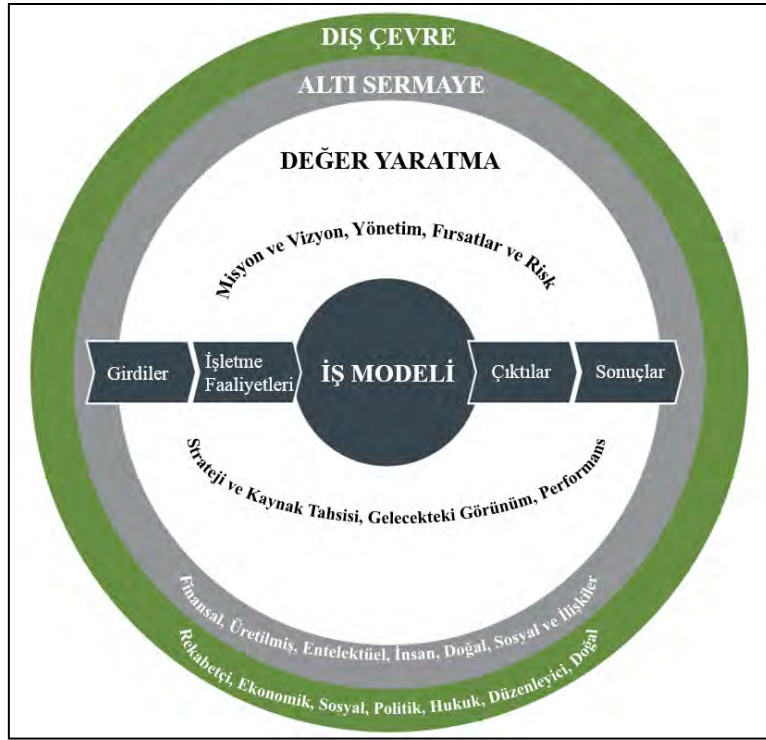 DIŞ ÇEVRE
ALTI SERMAYE
DEĞER YARATMA
Misyon ve Vizyon, Yönetim, Fırsatlar ve Risk
Girdiler
İşletme
Faaliyetleri
İŞ MODELİ
Çıktılar
Sonuçlar
Strateji ve Kaynak Tahsisi, Gelecekteki Görünüm, Performans
Finansal, Üretilmiş, Entelektüel, İnsan, Doğal, Sosyal ve İlişkiler
Rekabetçi, Ekonomik, Sosyal, Politik, Hukuk, Düzenleyici, Doğal